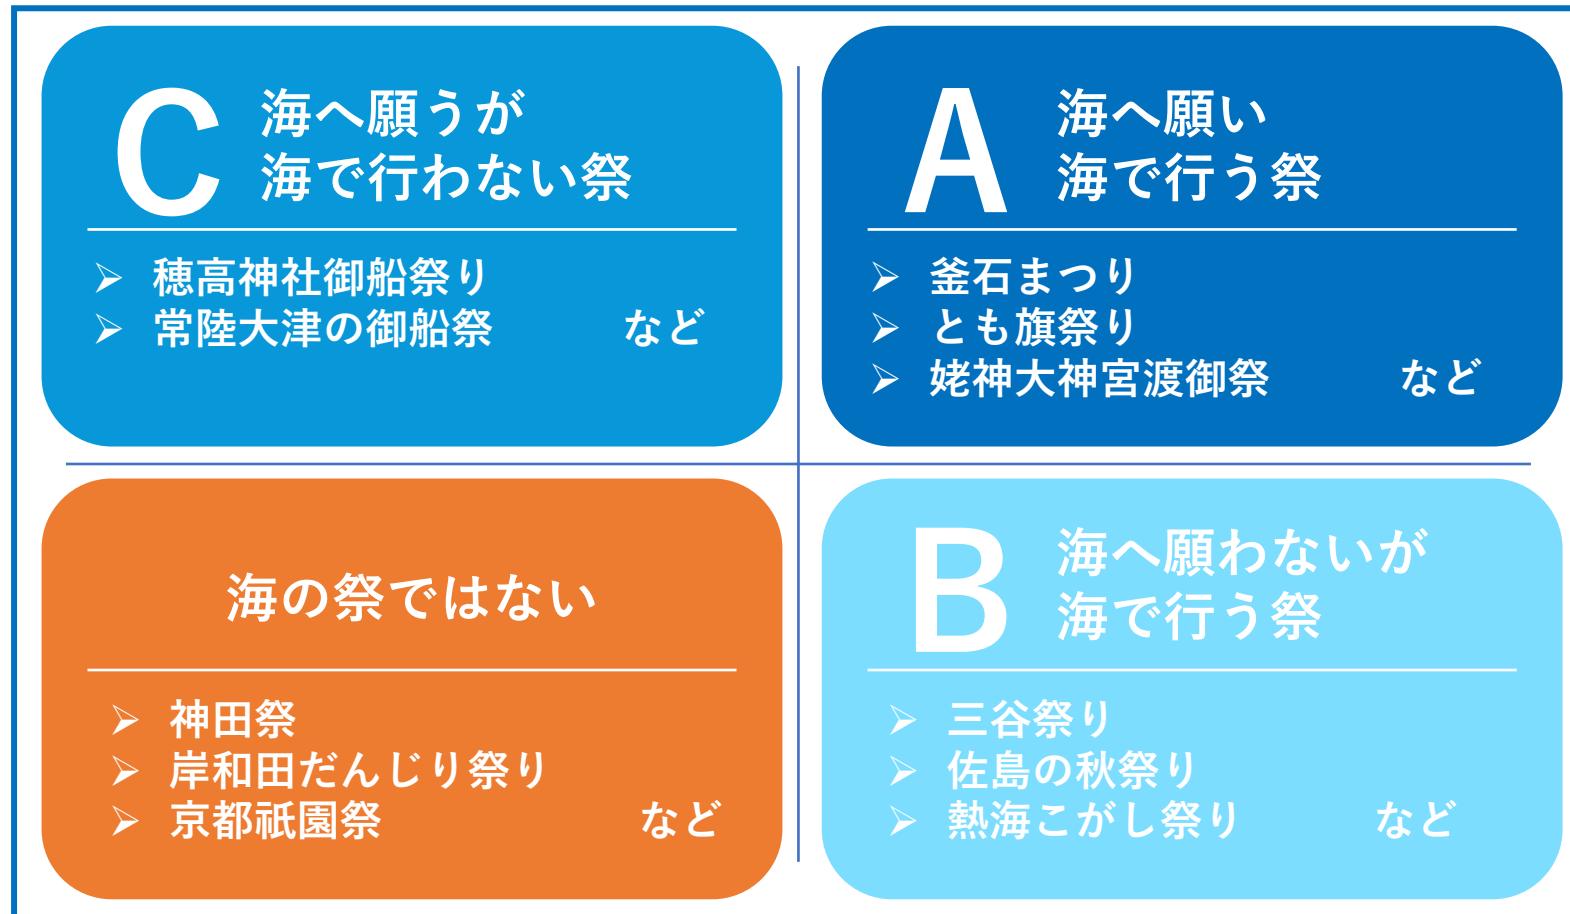 C
海へ願うが
海で行わない祭
➢ 穂高神社御船祭り
➢ 常陸大津の御船祭 など
A
海へ願い
海で行う祭
➢ 釜石まつり
➢ とも旗祭り
➢ 姥神大神宮渡御祭 など
海の祭ではない
➢ 神田祭
➢ 岸和田だんじり祭り
➢ 京都祇園祭 など
B
海へ願わないが
海で行う祭
➢ 三谷祭り
➢ 佐島の秋祭り
➢ 熱海こがし祭り など